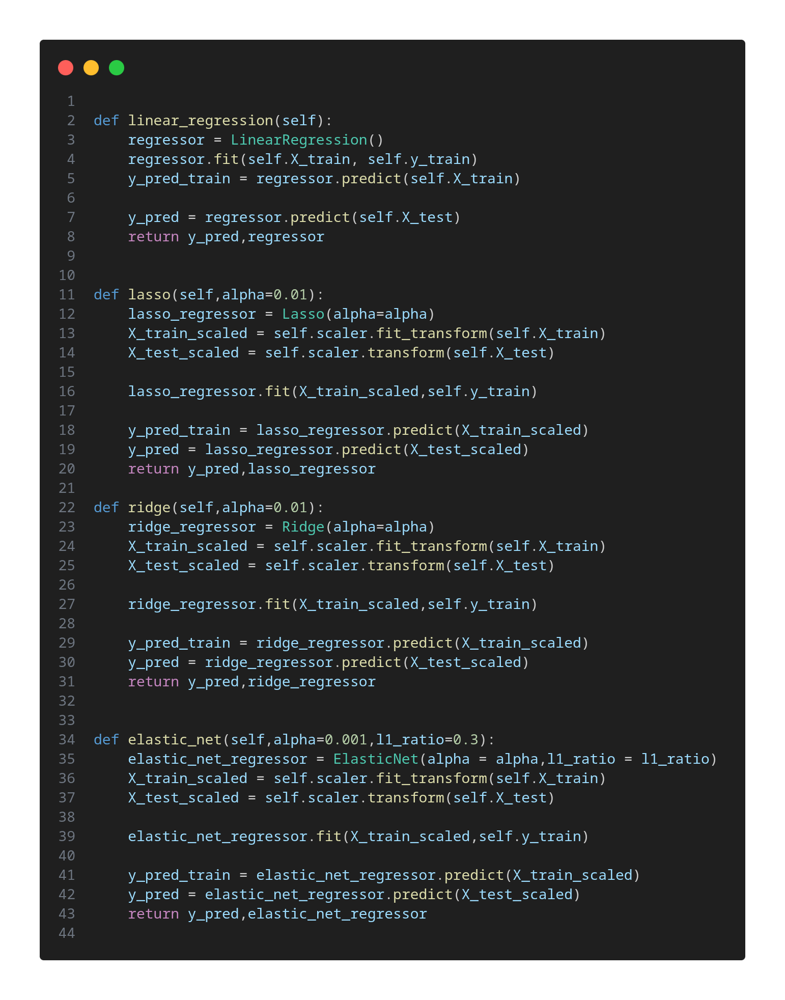 1
2 def linear_regression(self):
3     regressor = LinearRegression()
4     regressor.fit(self.X_train, self.y_train)
5     y_pred_train = regressor.predict(self.X_train)
6
7     y_pred = regressor.predict(self.X_test)
8     return y_pred,regressor
9
10
11 def lasso(self,alpha=0.01):
12     lasso_regressor = Lasso(alpha=alpha)
13     X_train_scaled = self.scaler.fit_transform(self.X_train)
14     X_test_scaled = self.scaler.transform(self.X_test)
15
16     lasso_regressor.fit(X_train_scaled,self.y_train)
17
18     y_pred_train = lasso_regressor.predict(X_train_scaled)
19     y_pred = lasso_regressor.predict(X_test_scaled)
20     return y_pred,lasso_regressor
21
22 def ridge(self,alpha=0.01):
23     ridge_regressor = Ridge(alpha=alpha)
24     X_train_scaled = self.scaler.fit_transform(self.X_train)
25     X_test_scaled = self.scaler.transform(self.X_test)
26
27     ridge_regressor.fit(X_train_scaled,self.y_train)
28
29     y_pred_train = ridge_regressor.predict(X_train_scaled)
30     y_pred = ridge_regressor.predict(X_test_scaled)
31     return y_pred,ridge_regressor
32
33
34 def elastic_net(self,alpha=0.001,l1_ratio=0.3):
35     elastic_net_regressor = ElasticNet(alpha = alpha,l1_ratio = l1_ratio)
36     X_train_scaled = self.scaler.fit_transform(self.X_train)
37     X_test_scaled = self.scaler.transform(self.X_test)
38
39     elastic_net_regressor.fit(X_train_scaled,self.y_train)
40
41     y_pred_train = elastic_net_regressor.predict(X_train_scaled)
42     y_pred = elastic_net_regressor.predict(X_test_scaled)
43     return y_pred,elastic_net_regressor
44